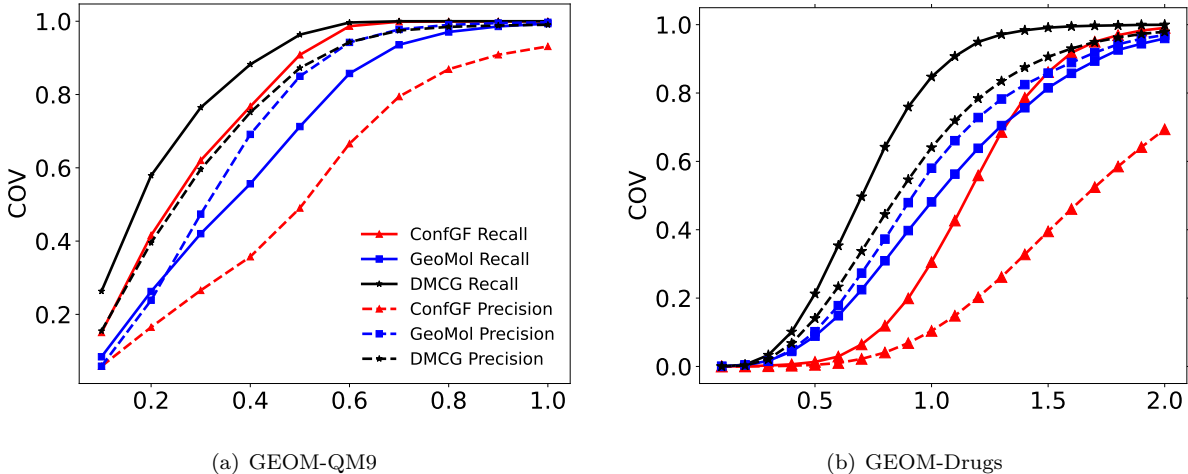 COV
1.0
0.8
0.6
0.4
0.2
0.2 0.4 0.6 0.8 1.0
ConfGF Recall
GeoMol Recall
DMCG Recall
ConfGF Precision
GeoMol Precision
DMCG Precision
(a) GEOM-QM9
COV
1.0
0.8
0.6
0.4
0.2
0.0
0.5 1.0 1.5 2.0
(b) GEOM-Drugs